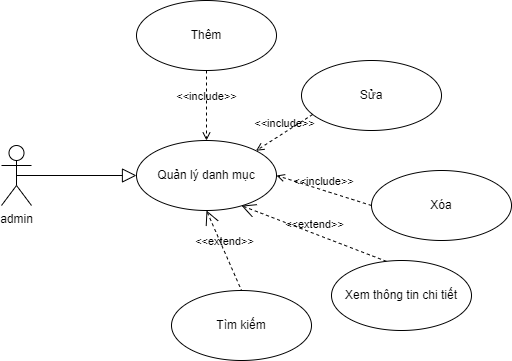 Thêm
<<include>>
Sửa
<<include>>
Quản lý danh mục
<<include>>
Xóa
admin
<<extend>>
<<extend>>
Xem thông tin chi tiết
Tìm kiếm